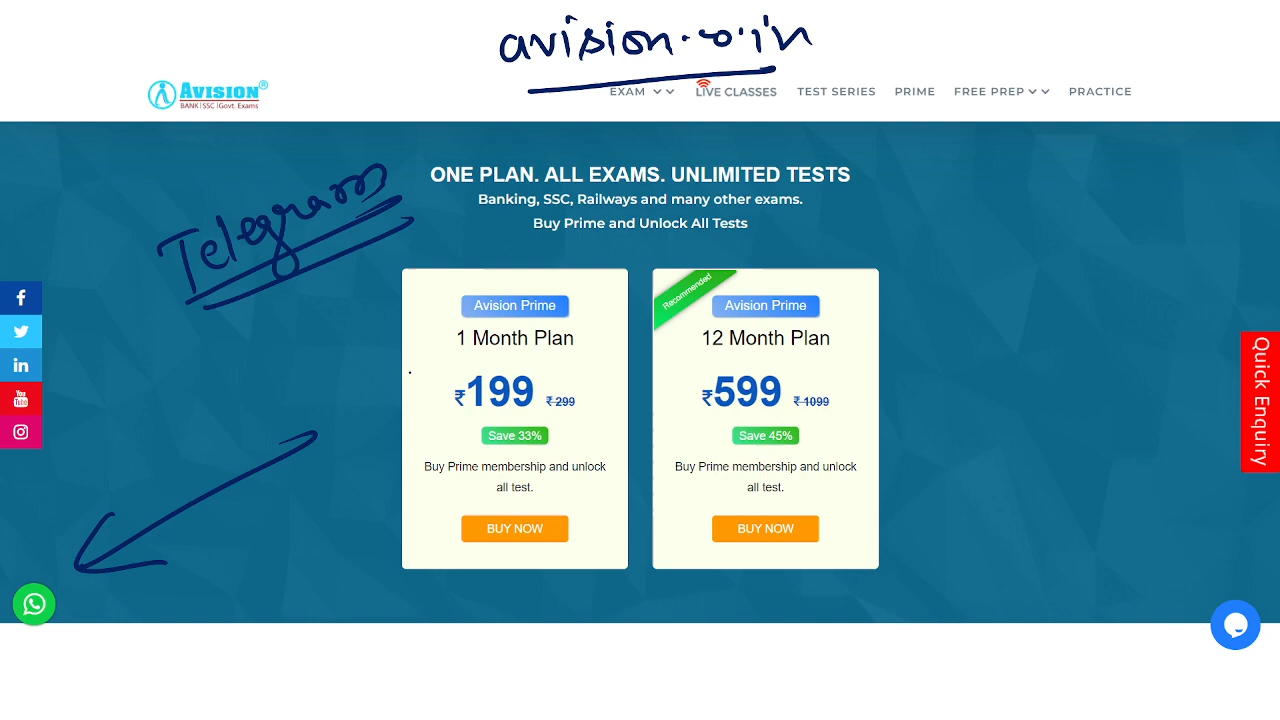 avision.co.in
AVISION®
BANK|SSC|Govt. Exams
EXAM LIVE CLASSES TEST SERIES PRIME FREE PREP PRACTICE
ONE PLAN. ALL EXAMS. UNLIMITED TESTS
Banking, SSC, Railways and many other exams.
Buy Prime and Unlock All Tests
Telegram
Avision Prime
1 Month Plan
₹199 ₹ 299
Save 33%
Buy Prime membership and unlock
all test.
BUY NOW
Recommended
Avision Prime
12 Month Plan
₹599 ₹ 1099
Save 45%
Buy Prime membership and unlock
all test.
BUY NOW
You
Tube
Quick Enquiry